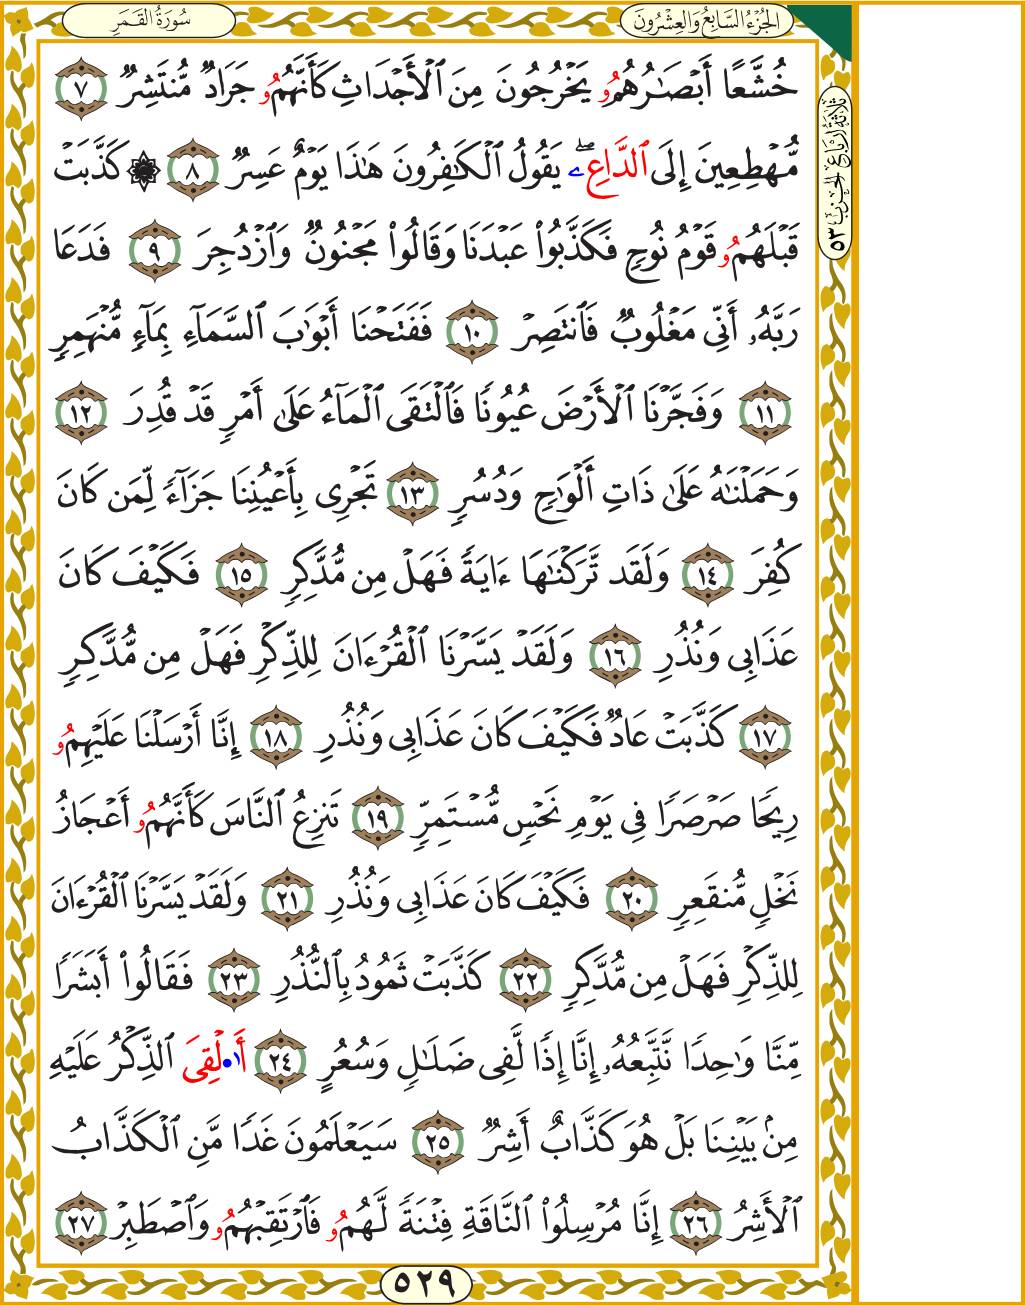 سُورَةُ القَمَرِ
الجُزْءُ السَّابِعُ وَالعِشْرُونَ
خُشَّعًا أَبْصَٰرُهُمُۥ يَخْرُجُونَ مِنَ ٱلْأَجْدَاثِ كَأَنَّهُمُۥ جَرَادٞ مُّنتَشِرٞ ٧
مُّهْطِعِينَ إِلَى ٱلدَّاعِۦ يَقُولُ ٱلْكَٰفِرُونَ هَٰذَا يَوْمٌ عَسِرٞ ٨ ۞ كَذَّبَتْ
قَبْلَهُمُۥ قَوْمُ نُوحٖ فَكَذَّبُواْ عَبْدَنَا وَقَالُواْ مَجْنُونٞ وَٱزْدُجِرَ ٩ فَدَعَا
رَبَّهُۥ أَنِّي مَغْلُوبٞ فَٱنتَصِرْ ١٠ فَفَتَحْنَا أَبْوَٰبَ ٱلسَّمَآءِ بِمَآءٖ مُّنْهَمِرٖ
١١ وَفَجَّرْنَا ٱلْأَرْضَ عُيُونٗا فَٱلْتَقَى ٱلْمَآءُ عَلَىٰ أَمْرٖ قَدْ قُدِرَ ١٢
وَحَمَلْنَٰهُ عَلَىٰ ذَاتِ أَلْوَٰحٖ وَدُسُرٖ ١٣ تَجْرِي بِأَعْيُنِنَا جَزَآءٗ لِّمَن كَانَ
كُفِرَ ١٤ وَلَقَد تَّرَكْنَٰهَا ءَايَةٗ فَهَلْ مِن مُّدَّكِرٖ ١٥ فَكَيْفَ كَانَ
عَذَابِي وَنُذُرِ ١٦ وَلَقَدْ يَسَّرْنَا ٱلْقُرْءَانَ لِلذِّكْرِ فَهَلْ مِن مُّدَّكِرٖ
١٧ كَذَّبَتْ عَادٞ فَكَيْفَ كَانَ عَذَابِي وَنُذُرِ ١٨ إِنَّا أَرْسَلْنَا عَلَيْهِمُۥ
رِيحٗا صَرْصَرٗا فِي يَوْمِ نَحْسٖ مُّسْتَمِرّٖ ١٩ تَنزِعُ ٱلنَّاسَ كَأَنَّهُمُۥ أَعْجَازُ
نَخْلٖ مُّنقَعِرٖ ٢٠ فَكَيْفَ كَانَ عَذَابِي وَنُذُرِ ٢١ وَلَقَدْ يَسَّرْنَا ٱلْقُرْءَانَ
لِلذِّكْرِ فَهَلْ مِن مُّدَّكِرٖ ٢٢ كَذَّبَتْ ثَمُودُ بِٱلنُّذُرِ ٢٣ فَقَالُواْ أَبَشَرٗا
مِّنَّا وَٰحِدٗا نَّتَّبِعُهُۥ إِنَّا إِذٗا لَّفِي ضَلَٰلٖ وَسُعُرٍ ٢٤ أَ۟لْقِيَ ٱلذِّكْرُ عَلَيْهِ
مِنۢ بَيْنِنَا بَلْ هُوَ كَذَّابٌ أَشِرٞ ٢٥ سَيَعْلَمُونَ غَدٗا مَّنِ ٱلْكَذَّابُ
ٱلْأَشِرُ ٢٦ إِنَّا مُرْسِلُواْ ٱلنَّاقَةِ فِتْنَةٗ لَّهُمُۥ فَٱرْتَقِبْهُمُۥ وَٱصْطَبِرْ ٢٧
ثَلَاثَةُ أَرْبَاعِ الحِزْبِ ٥٣
٥٢٩